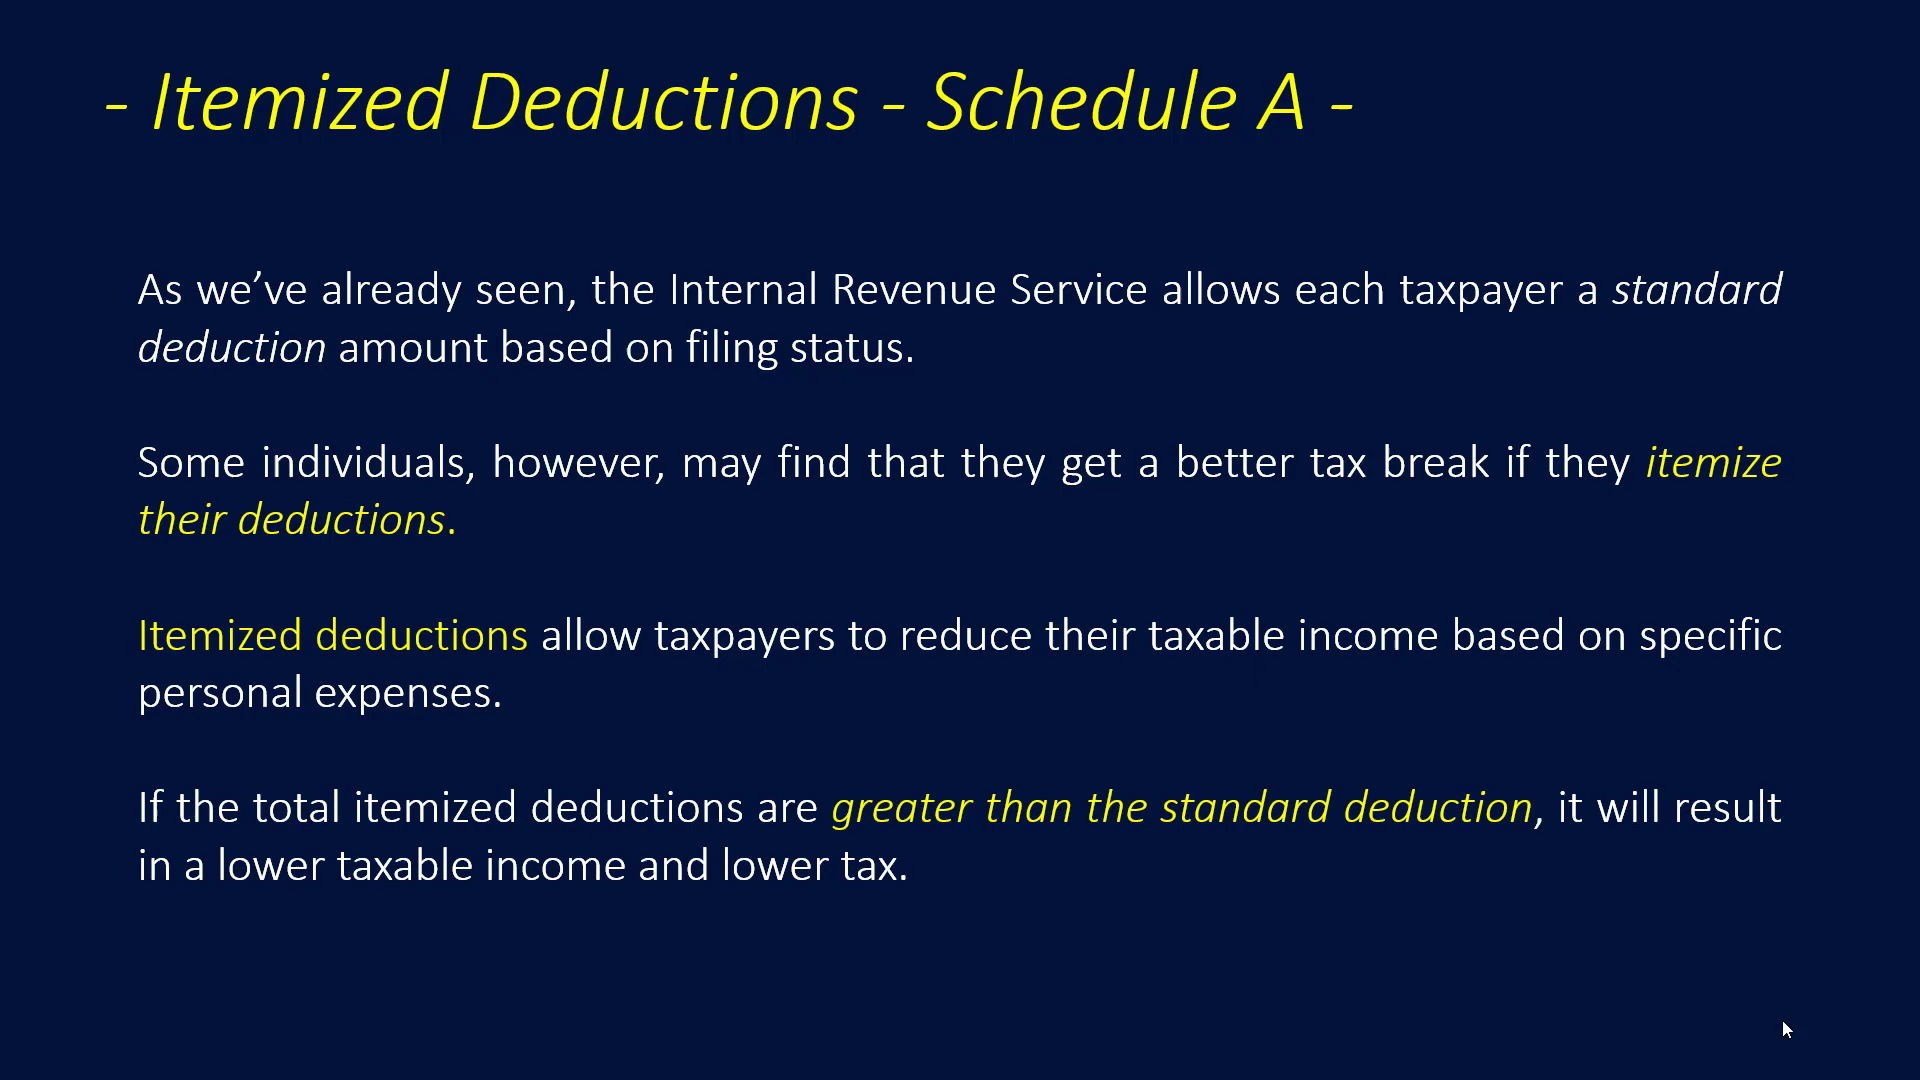 - Itemized Deductions - Schedule A -
As we’ve already seen, the Internal Revenue Service allows each taxpayer a standard
deduction amount based on filing status.
Some individuals, however, may find that they get a better tax break if they itemize
their deductions.
Itemized deductions allow taxpayers to reduce their taxable income based on specific
personal expenses.
If the total itemized deductions are greater than the standard deduction, it will result
in a lower taxable income and lower tax.